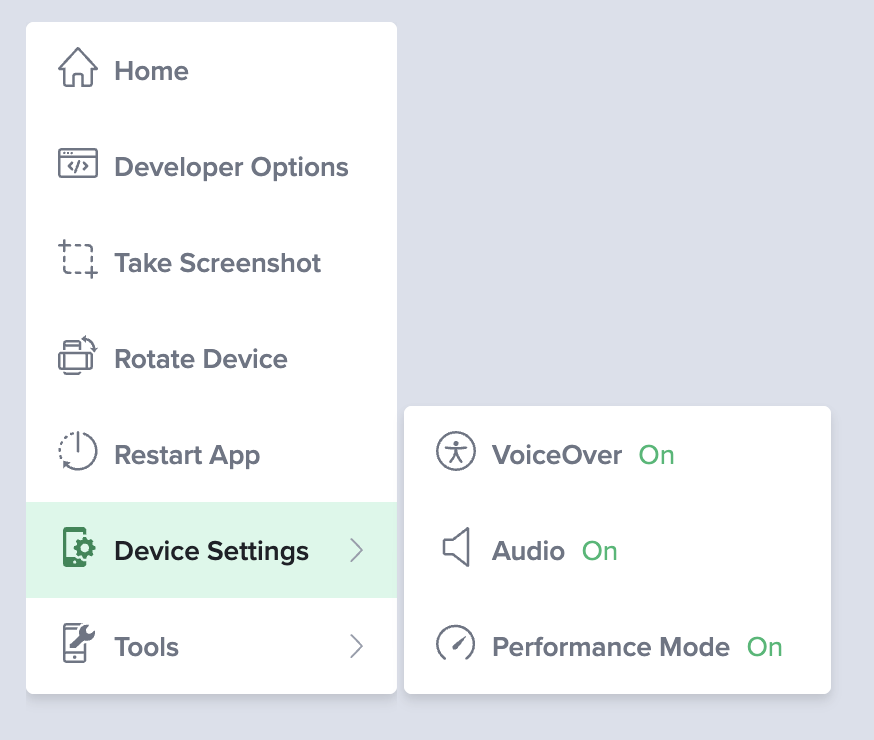 Home
Developer Options
Take Screenshot
Rotate Device
Restart App
Device Settings
Tools
VoiceOver On
Audio On
Performance Mode On